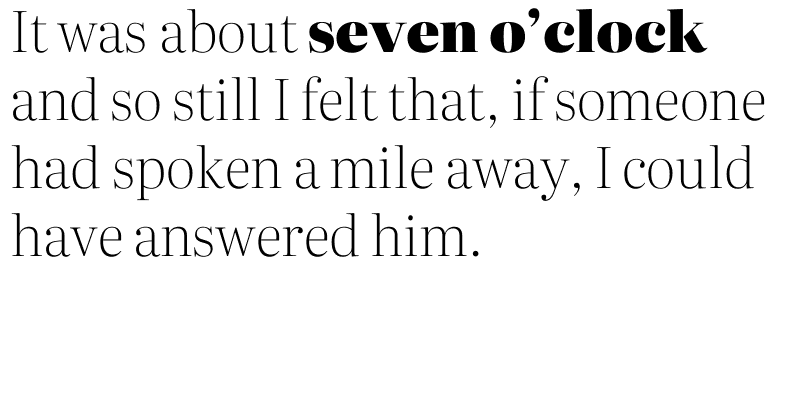 It was about seven o’clock
and so still I felt that, if someone
had spoken a mile away, I could
have answered him.